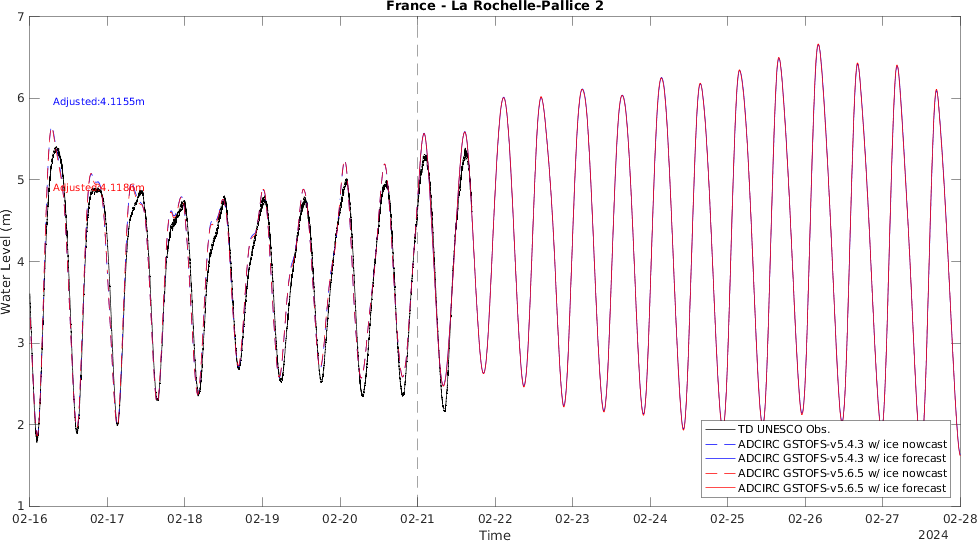 France - La Rochelle-Pallice 2
7
6
5
4
3
2
1
Water Level (m)
Adjusted:4.1155m
Adjusted:4.1186m
TD UNESCO Obs.
ADCIRC GSTOFS-v5.4.3 w/ ice nowcast
ADCIRC GSTOFS-v5.4.3 w/ ice forecast
ADCIRC GSTOFS-v5.6.5 w/ ice nowcast
ADCIRC GSTOFS-v5.6.5 w/ ice forecast
02-16 02-17 02-18 02-19 02-20 02-21 02-22 02-23 02-24 02-25 02-26 02-27 02-28
Time
2024